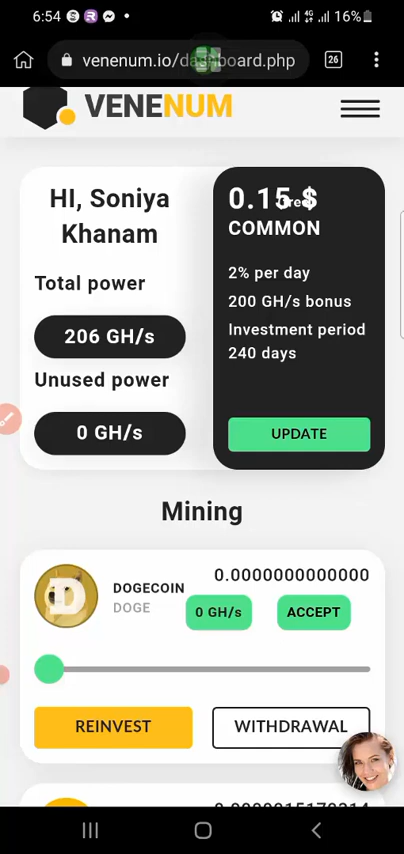 6:54 16%
venenum.io/dashboard.php 26
VENENUM
HI, Soniya
Khanam
Total power
206 GH/s
Unused power
0 GH/s
0.15 $
COMMON
2% per day
200 GH/s bonus
Investment period
240 days
UPDATE
Mining
0.0000000000000
DOGECOIN
DOGE
0 GH/s
ACCEPT
REINVEST
WITHDRAWAL